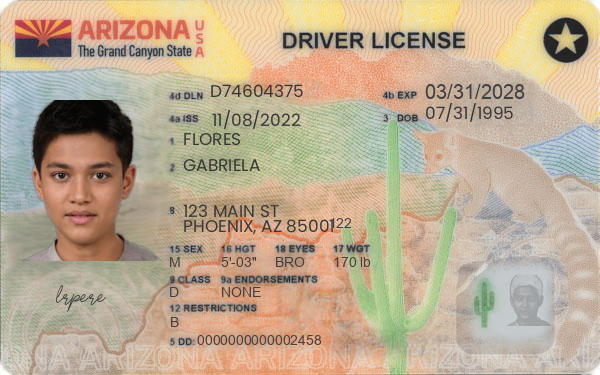 ARIZONA USA
The Grand Canyon State
DRIVER LICENSE
4d DLN D74604375
4b EXP 03/31/2028
4a ISS 11/08/2022
3 DOB 07/31/1995
1 FLORES
2 GABRIELA
8 123 MAIN ST
PHOENIX, AZ 85001122
15 SEX 16 HGT 18 EYES 17 WGT
M 5'-03" BRO 170 lb
9 CLASS 9a ENDORSEMENTS
D NONE
12 RESTRICTIONS
B
5 DD: 0000000000002458
lrpere
ARIZONA ARIZONA ARIZONA ARIZONA